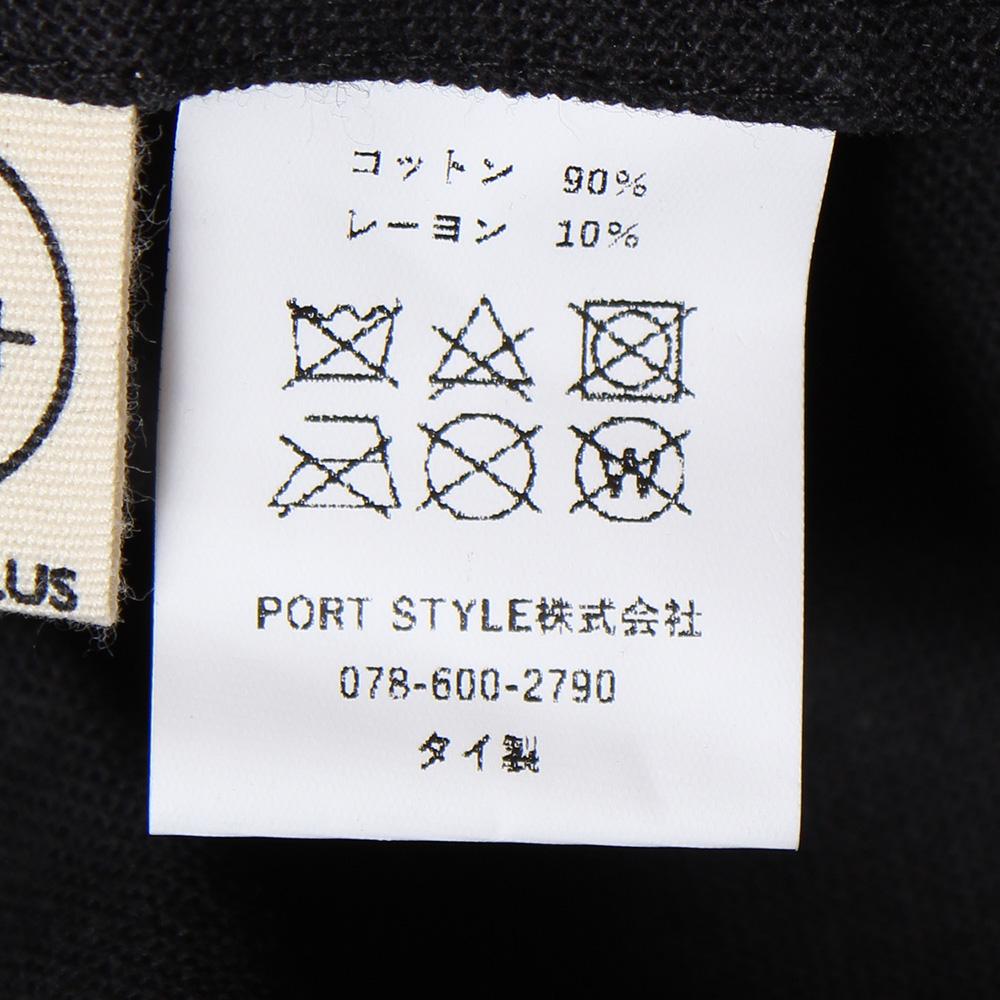 コットン 90%
レーヨン 10%
W
PORT STYLE株式会社
078-600-2790
タイ製
LUS